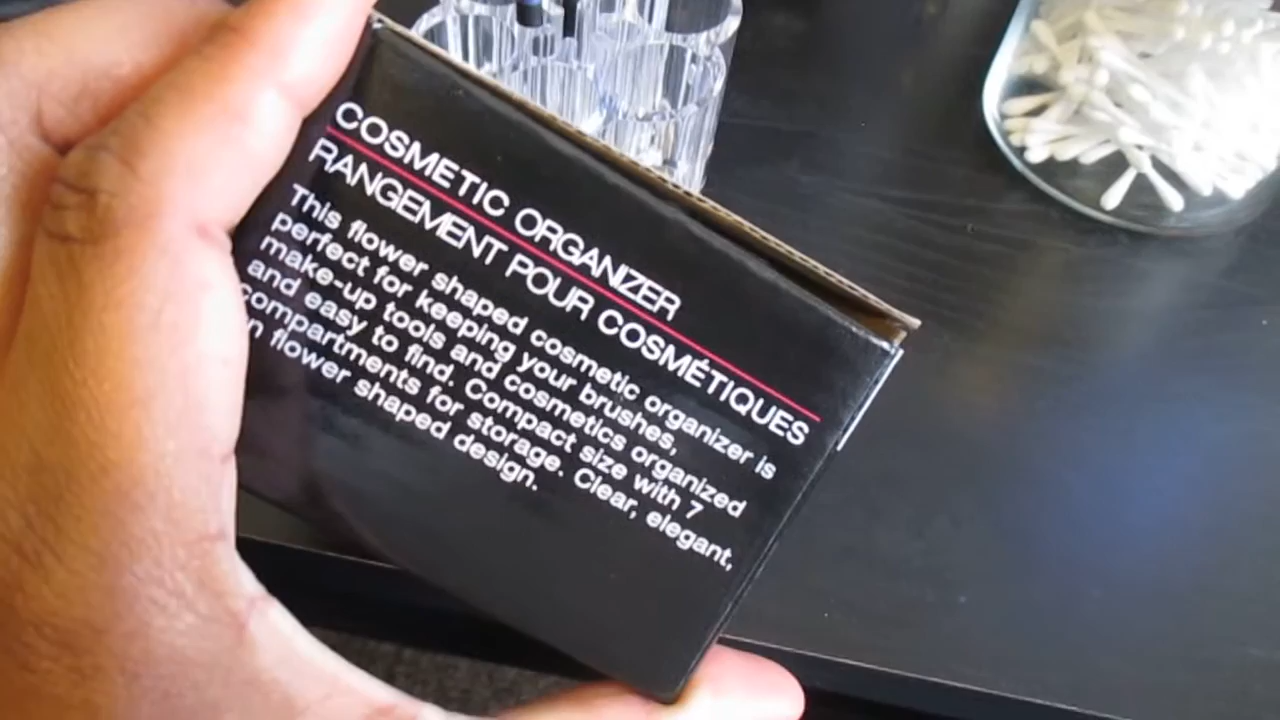 COSMETIC ORGANIZER
RANGEMENT POUR COSMÉTIQUES
This flower shaped cosmetic organizer is
perfect for keeping your brushes,
make-up tools and cosmetics organized
and easy to find. Compact size with 7
compartments for storage. Clear, elegant,
n flower shaped design.